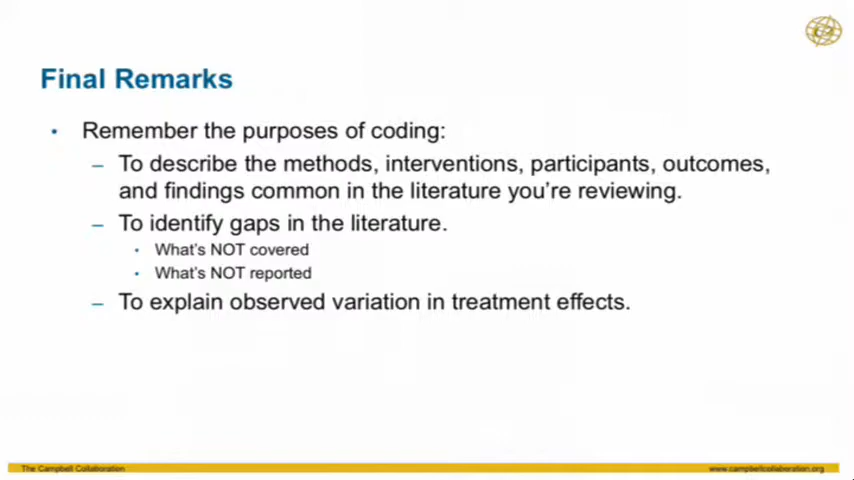 Final Remarks
• Remember the purposes of coding:
– To describe the methods, interventions, participants, outcomes,
and findings common in the literature you're reviewing.
– To identify gaps in the literature.
• What's NOT covered
• What's NOT reported
– To explain observed variation in treatment effects.
The Campbell Collaboration
www.campbellcollaboration.org